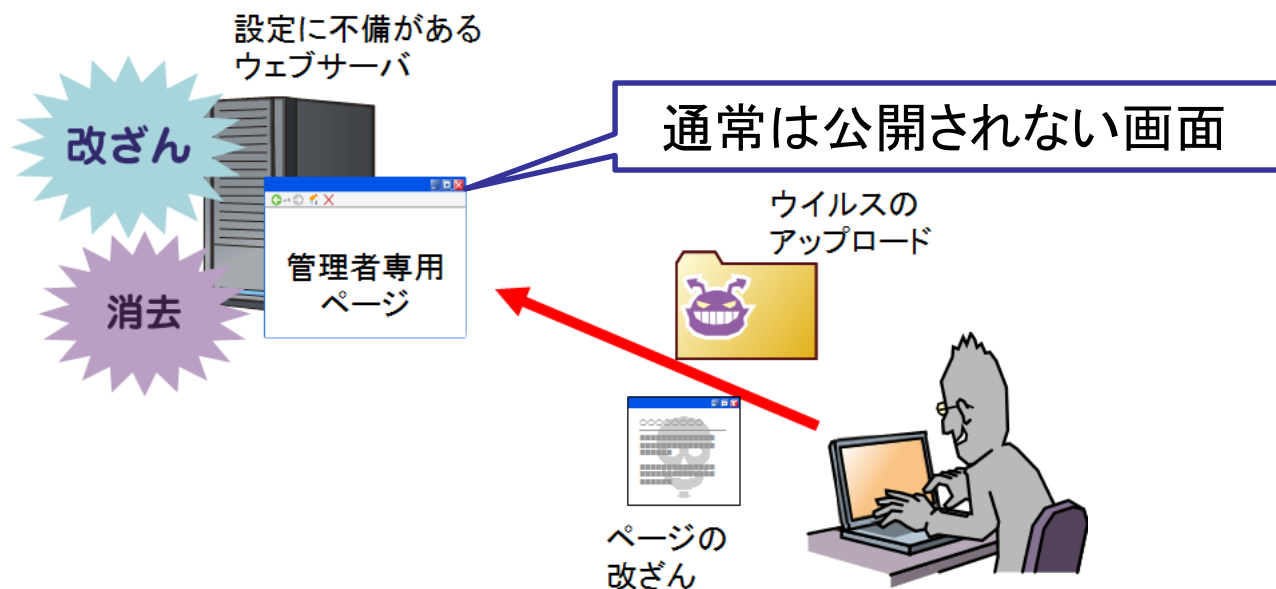 設定に不備がある
ウェブサーバ
改ざん
通常は公開されない画面
管理者専用
ページ
消去
ウイルスの
アップロード
○○○○○○○○
ページの
改ざん